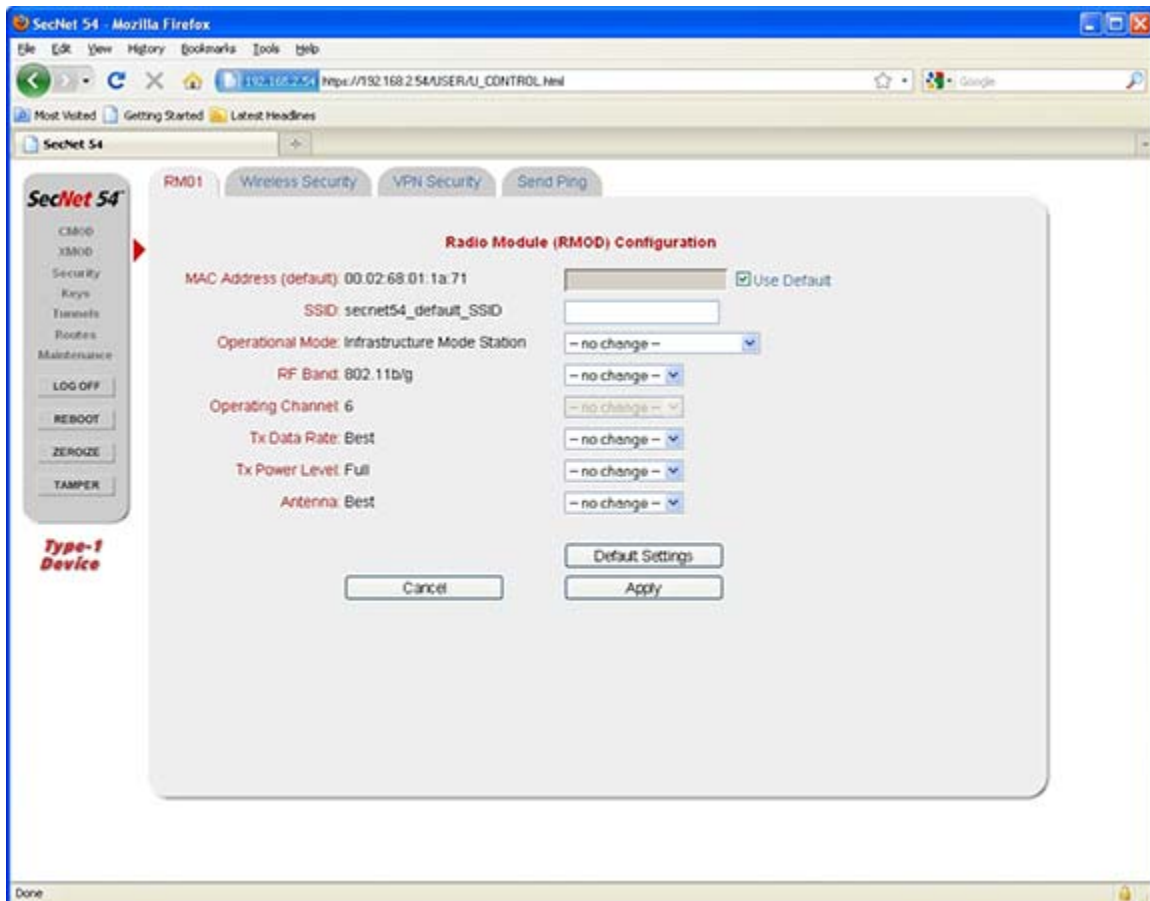 SecNet 54 - Mozilla Firefox
File Edit View History Bookmarks Tools Help
192.168.2.54 https://192.168.2.54/USER/U_CONTROL.html
Google
Most Visited Getting Started Latest Headlines
SecNet 54
SecNet 54™
CMOD
XMOD
Security
Keys
Tunnels
Routes
Maintenance
LOG OFF
REBOOT
ZEROIZE
TAMPER
Type-1
Device
RM01 Wireless Security VPN Security Send Ping
Radio Module (RMOD) Configuration
MAC Address (default): 00:02:68:01:1a:71 Use Default
SSID: secnet54_default_SSID
Operational Mode: Infrastructure Mode Station -- no change --
RF Band: 802.11b/g -- no change --
Operating Channel: 6 -- no change --
Tx Data Rate: Best -- no change --
Tx Power Level: Full -- no change --
Antenna: Best -- no change --
Default Settings
Cancel Apply
Done